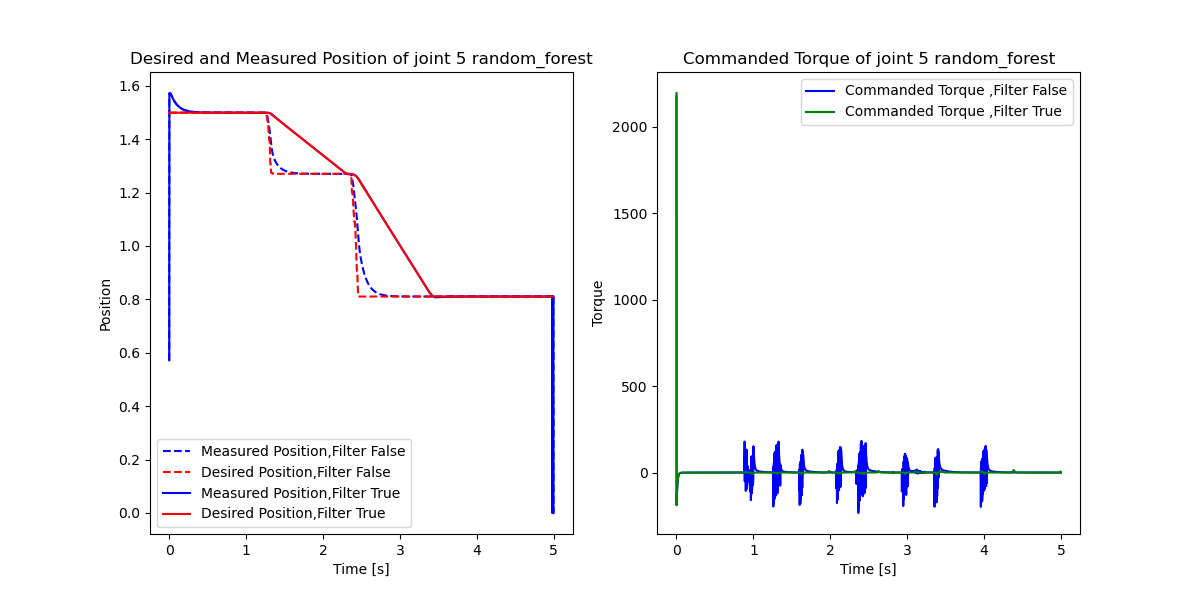 Desired and Measured Position of joint 5 random_forest
1.6
1.4
1.2
1.0
0.8
0.6
0.4
0.2
0.0
Position
Measured Position,Filter False
Desired Position,Filter False
Measured Position,Filter True
Desired Position,Filter True
0 1 2 3 4 5
Time [s]
Commanded Torque of joint 5 random_forest
Commanded Torque ,Filter False
Commanded Torque ,Filter True
2000
1500
1000
500
0
Torque
0 1 2 3 4 5
Time [s]